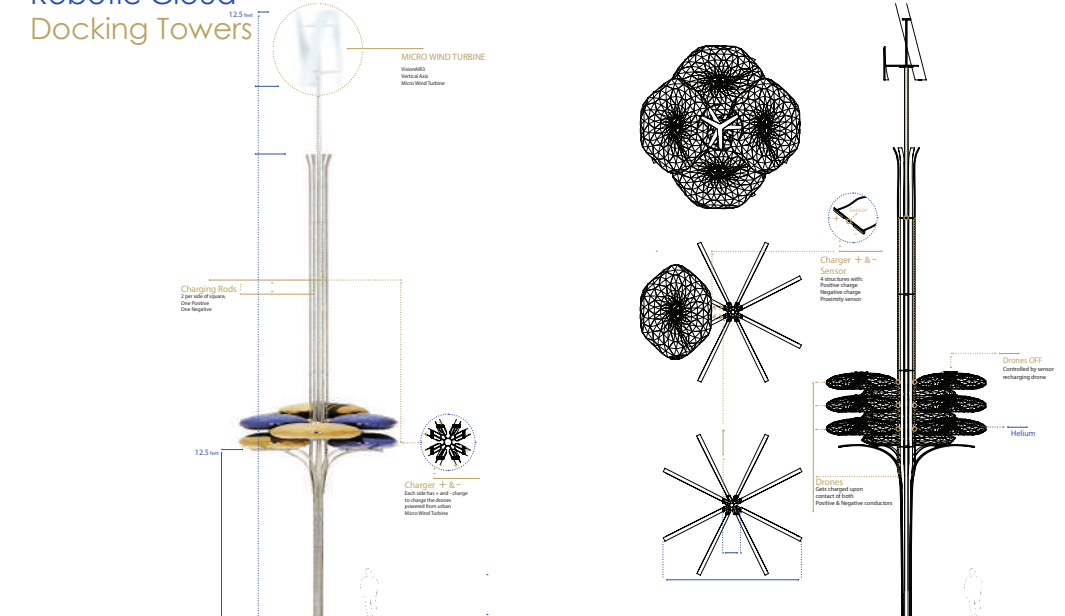 Robotic Cloud
Docking Towers
12.5 feet
MICRO WIND TURBINE
VisionAIR3
Vertical Axis
Micro Wind Turbine
Charging Rods
2 per side of square,
One Positive
One Negative
12.5 feet
Charger + & -
Each side has + and - charge
to charge the drones
powered from urban
Micro Wind Turbine
Sensor
+
-
Charger + & -
Sensor
4 structures with:
Positive charge
Negative charge
Proximity sensor
Drones OFF
Controlled by sensor
recharging drone
Helium
Drones
Gets charged upon
contact of both
Positive & Negative conductors